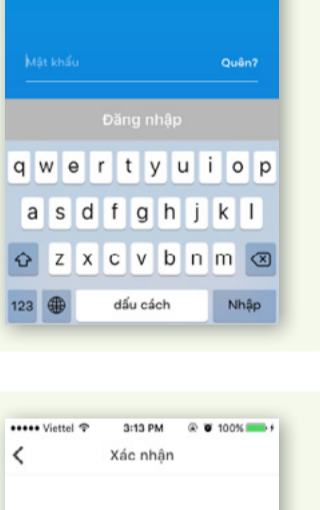 Mật khẩu Quên?
Đăng nhập
q w e r t y u i o p
a s d f g h j k l
z x c v b n m
123 dấu cách Nhập
Viettel 3:13 PM 100%
Xác nhận